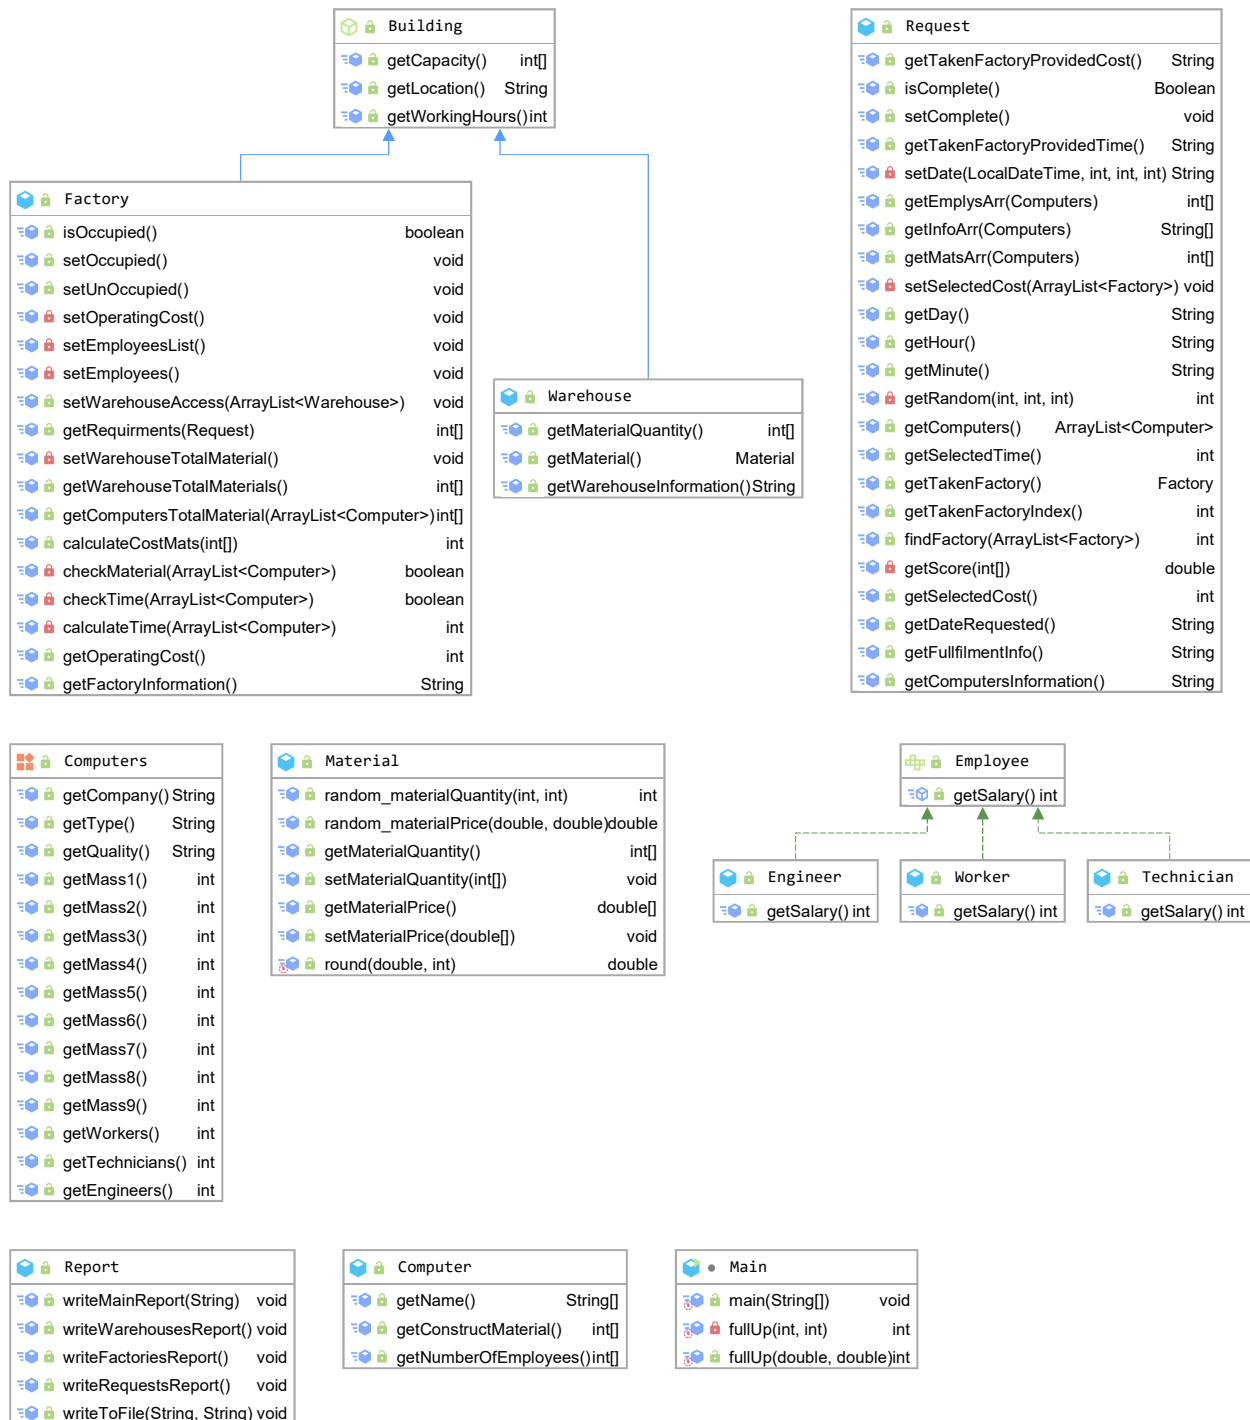 Building
getCapacity() int[]
getLocation() String
getWorkingHours() int
Request
getTakenFactoryProvidedCost() String
isComplete() Boolean
setComplete() void
getTakenFactoryProvidedTime() String
setDate(LocalDateTime, int, int, int) String
getEmplysArr(Computers) int[]
getInfoArr(Computers) String[]
getMatsArr(Computers) int[]
setSelectedCost(ArrayList<Factory>) void
getDay() String
getHour() String
getMinute() String
getRandom(int, int, int) int
getComputers() ArrayList<Computer>
getSelectedTime() int
getTakenFactory() Factory
getTakenFactoryIndex() int
findFactory(ArrayList<Factory>) int
getScore(int[]) double
getSelectedCost() int
getDateRequested() String
getFullfilmentInfo() String
getComputersInformation() String
Factory
isOccupied() boolean
setOccupied() void
setUnOccupied() void
setOperatingCost() void
setEmployeesList() void
setEmployees() void
setWarehouseAccess(ArrayList<Warehouse>) void
getRequirments(Request) int[]
setWarehouseTotalMaterial() void
getWarehouseTotalMaterials() int[]
getComputersTotalMaterial(ArrayList<Computer>) int[]
calculateCostMats(int[]) int
checkMaterial(ArrayList<Computer>) boolean
checkTime(ArrayList<Computer>) boolean
calculateTime(ArrayList<Computer>) int
getOperatingCost() int
getFactoryInformation() String
Warehouse
getMaterialQuantity() int[]
getMaterial() Material
getWarehouseInformation() String
Computers
getCompany() String
getType() String
getQuality() String
getMass1() int
getMass2() int
getMass3() int
getMass4() int
getMass5() int
getMass6() int
getMass7() int
getMass8() int
getMass9() int
getWorkers() int
getTechnicians() int
getEngineers() int
Material
random_materialQuantity(int, int) int
random_materialPrice(double, double) double
getMaterialQuantity() int[]
setMaterialQuantity(int[]) void
getMaterialPrice() double[]
setMaterialPrice(double[]) void
round(double, int) double
Employee
getSalary() int
Engineer
getSalary() int
Worker
getSalary() int
Technician
getSalary() int
Report
writeMainReport(String) void
writeWarehousesReport() void
writeFactoriesReport() void
writeRequestsReport() void
writeToFile(String, String) void
Computer
getName() String[]
getConstructMaterial() int[]
getNumberOfEmployees() int[]
Main
main(String[]) void
fullUp(int, int) int
fullUp(double, double) int